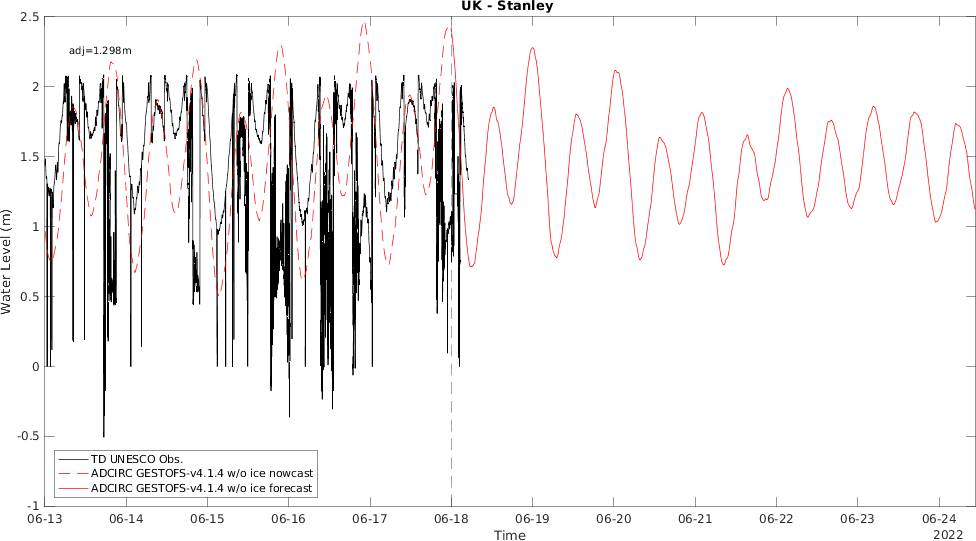 UK - Stanley
adj=1.298m
Water Level (m)
2.5
2
1.5
1
0.5
0
-0.5
-1
TD UNESCO Obs.
ADCIRC GESTOFS-v4.1.4 w/o ice nowcast
ADCIRC GESTOFS-v4.1.4 w/o ice forecast
06-13 06-14 06-15 06-16 06-17 06-18 06-19 06-20 06-21 06-22 06-23 06-24
Time
2022